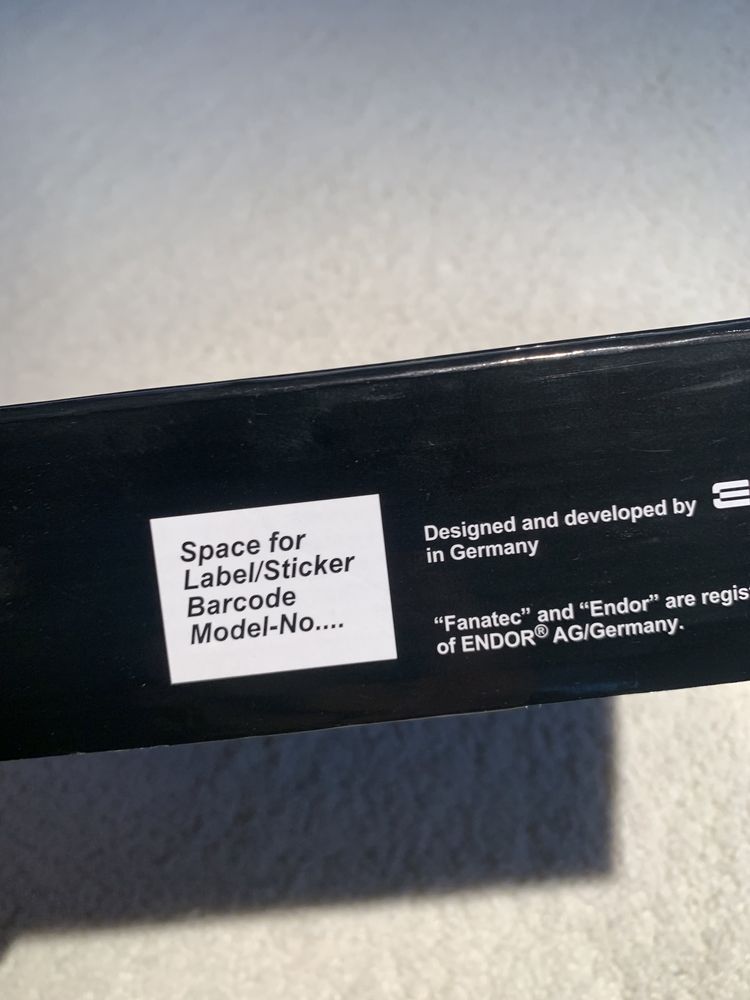 Space for
Label/Sticker
Barcode
Model-No....
Designed and developed by
in Germany
“Fanatec” and “Endor” are
of ENDOR® AG/Germany.